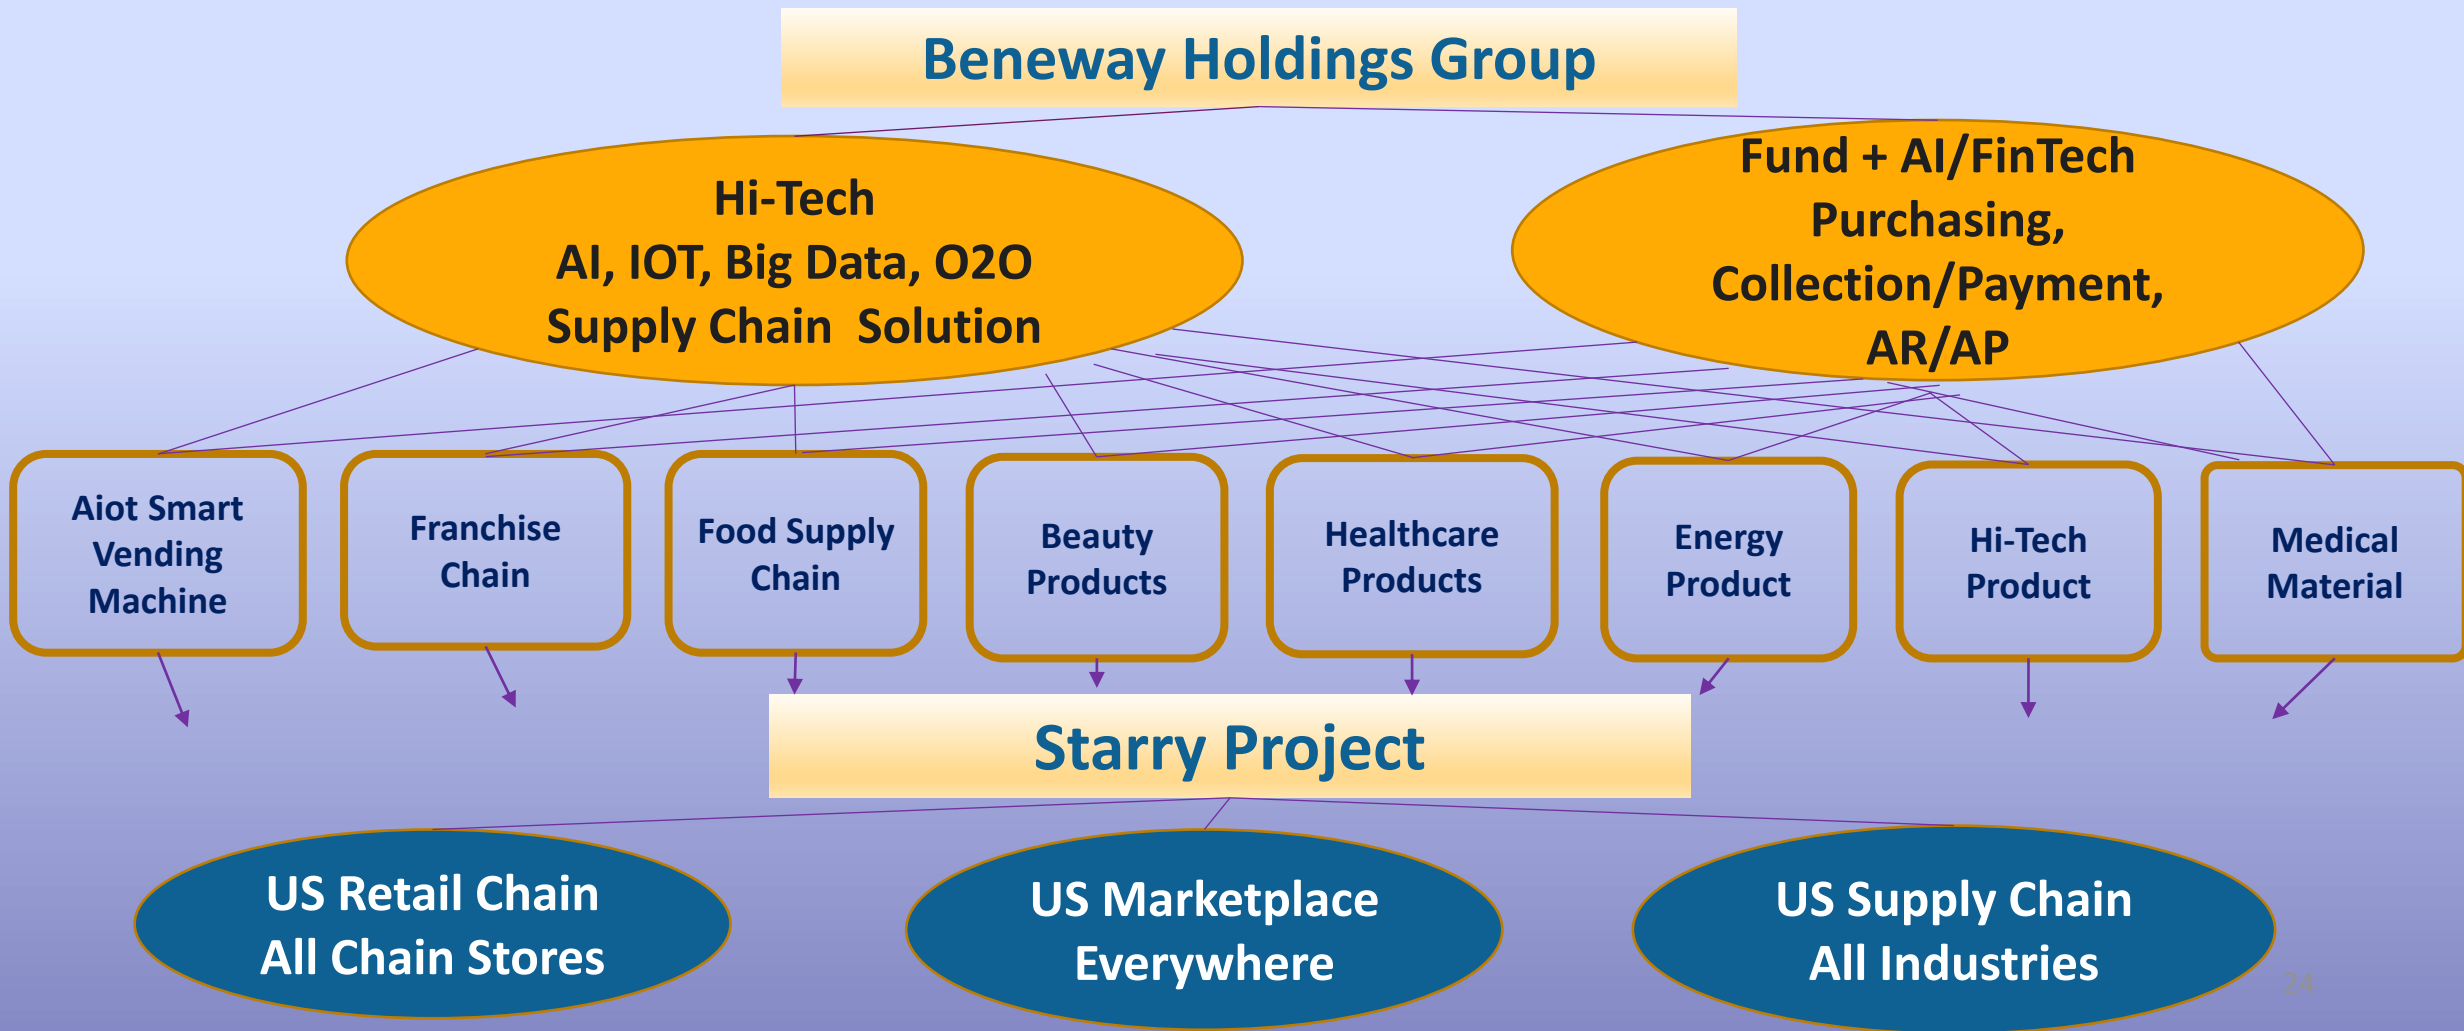 Beneway Holdings Group
Hi-Tech
AI, IOT, Big Data, O2O
Supply Chain  Solution
Fund + AI/FinTech
Purchasing,
Collection/Payment,
AR/AP
Aiot Smart
Vending
Machine
Franchise
Chain
Food Supply
Chain
Beauty
Products
Healthcare
Products
Energy
Product
Hi-Tech
Product
Medical
Material
Starry Project
US Retail Chain
All Chain Stores
US Marketplace
Everywhere
US Supply Chain
All Industries
24